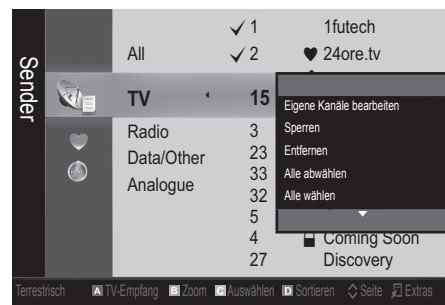 Sender
✓ 1 1futech
All ✓ 2 ♥ 24ore.tv
TV 15
Radio 3
Data/Other 23
Analogue 33
32
5
4 Coming Soon
27 Discovery
Eigene Kanäle bearbeiten
Sperren
Entfernen
Alle abwählen
Alle wählen
Terrestrisch A TV-Empfang B Zoom C Auswählen D Sortieren Seite Extras